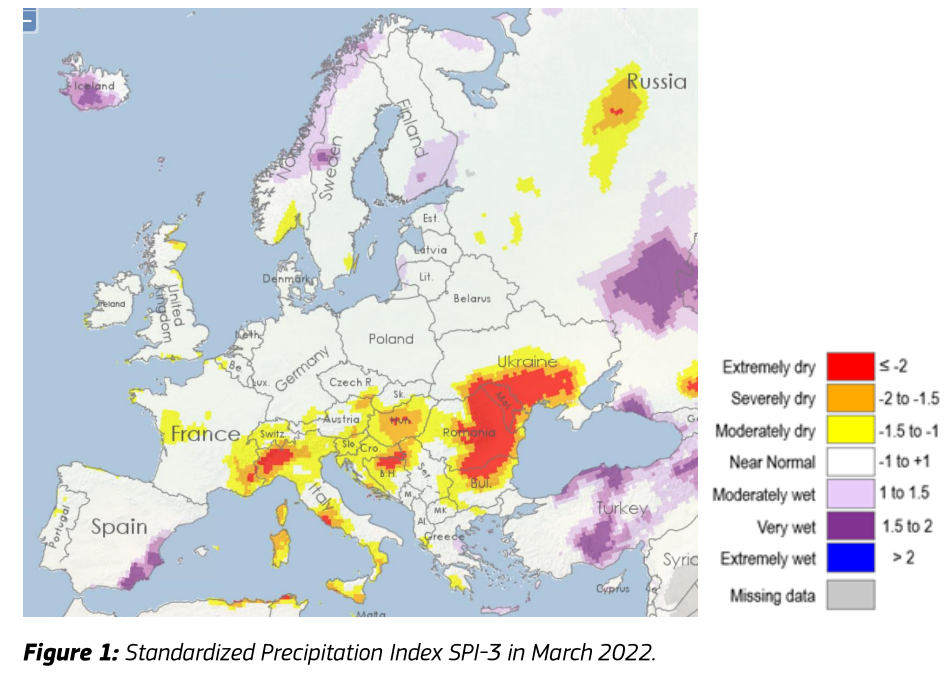 Russia
Iceland
Finland
Norw
Sweden
Est.
Latvia
Lit.
Denmark
Ireland
United
Kingdom
Belarus
Neth.
Poland
Ukraine
Be.
Lux.
Germany
Czech R.
Sk.
Mol.
France
Switz.
Austria
Hun.
Romania
Slo.
Cro.
B.H.
Ser.
Bul.
Italy
M.
MK
Al.
Ge
Portugal
Spain
Turkey
Greece
Syri
Cyprus
Malta
Extremely dry ≤ -2
Severely dry -2 to -1.5
Moderately dry -1.5 to -1
Near Normal -1 to +1
Moderately wet 1 to 1.5
Very wet 1.5 to 2
Extremely wet > 2
Missing data
Figure 1: Standardized Precipitation Index SPI-3 in March 2022.